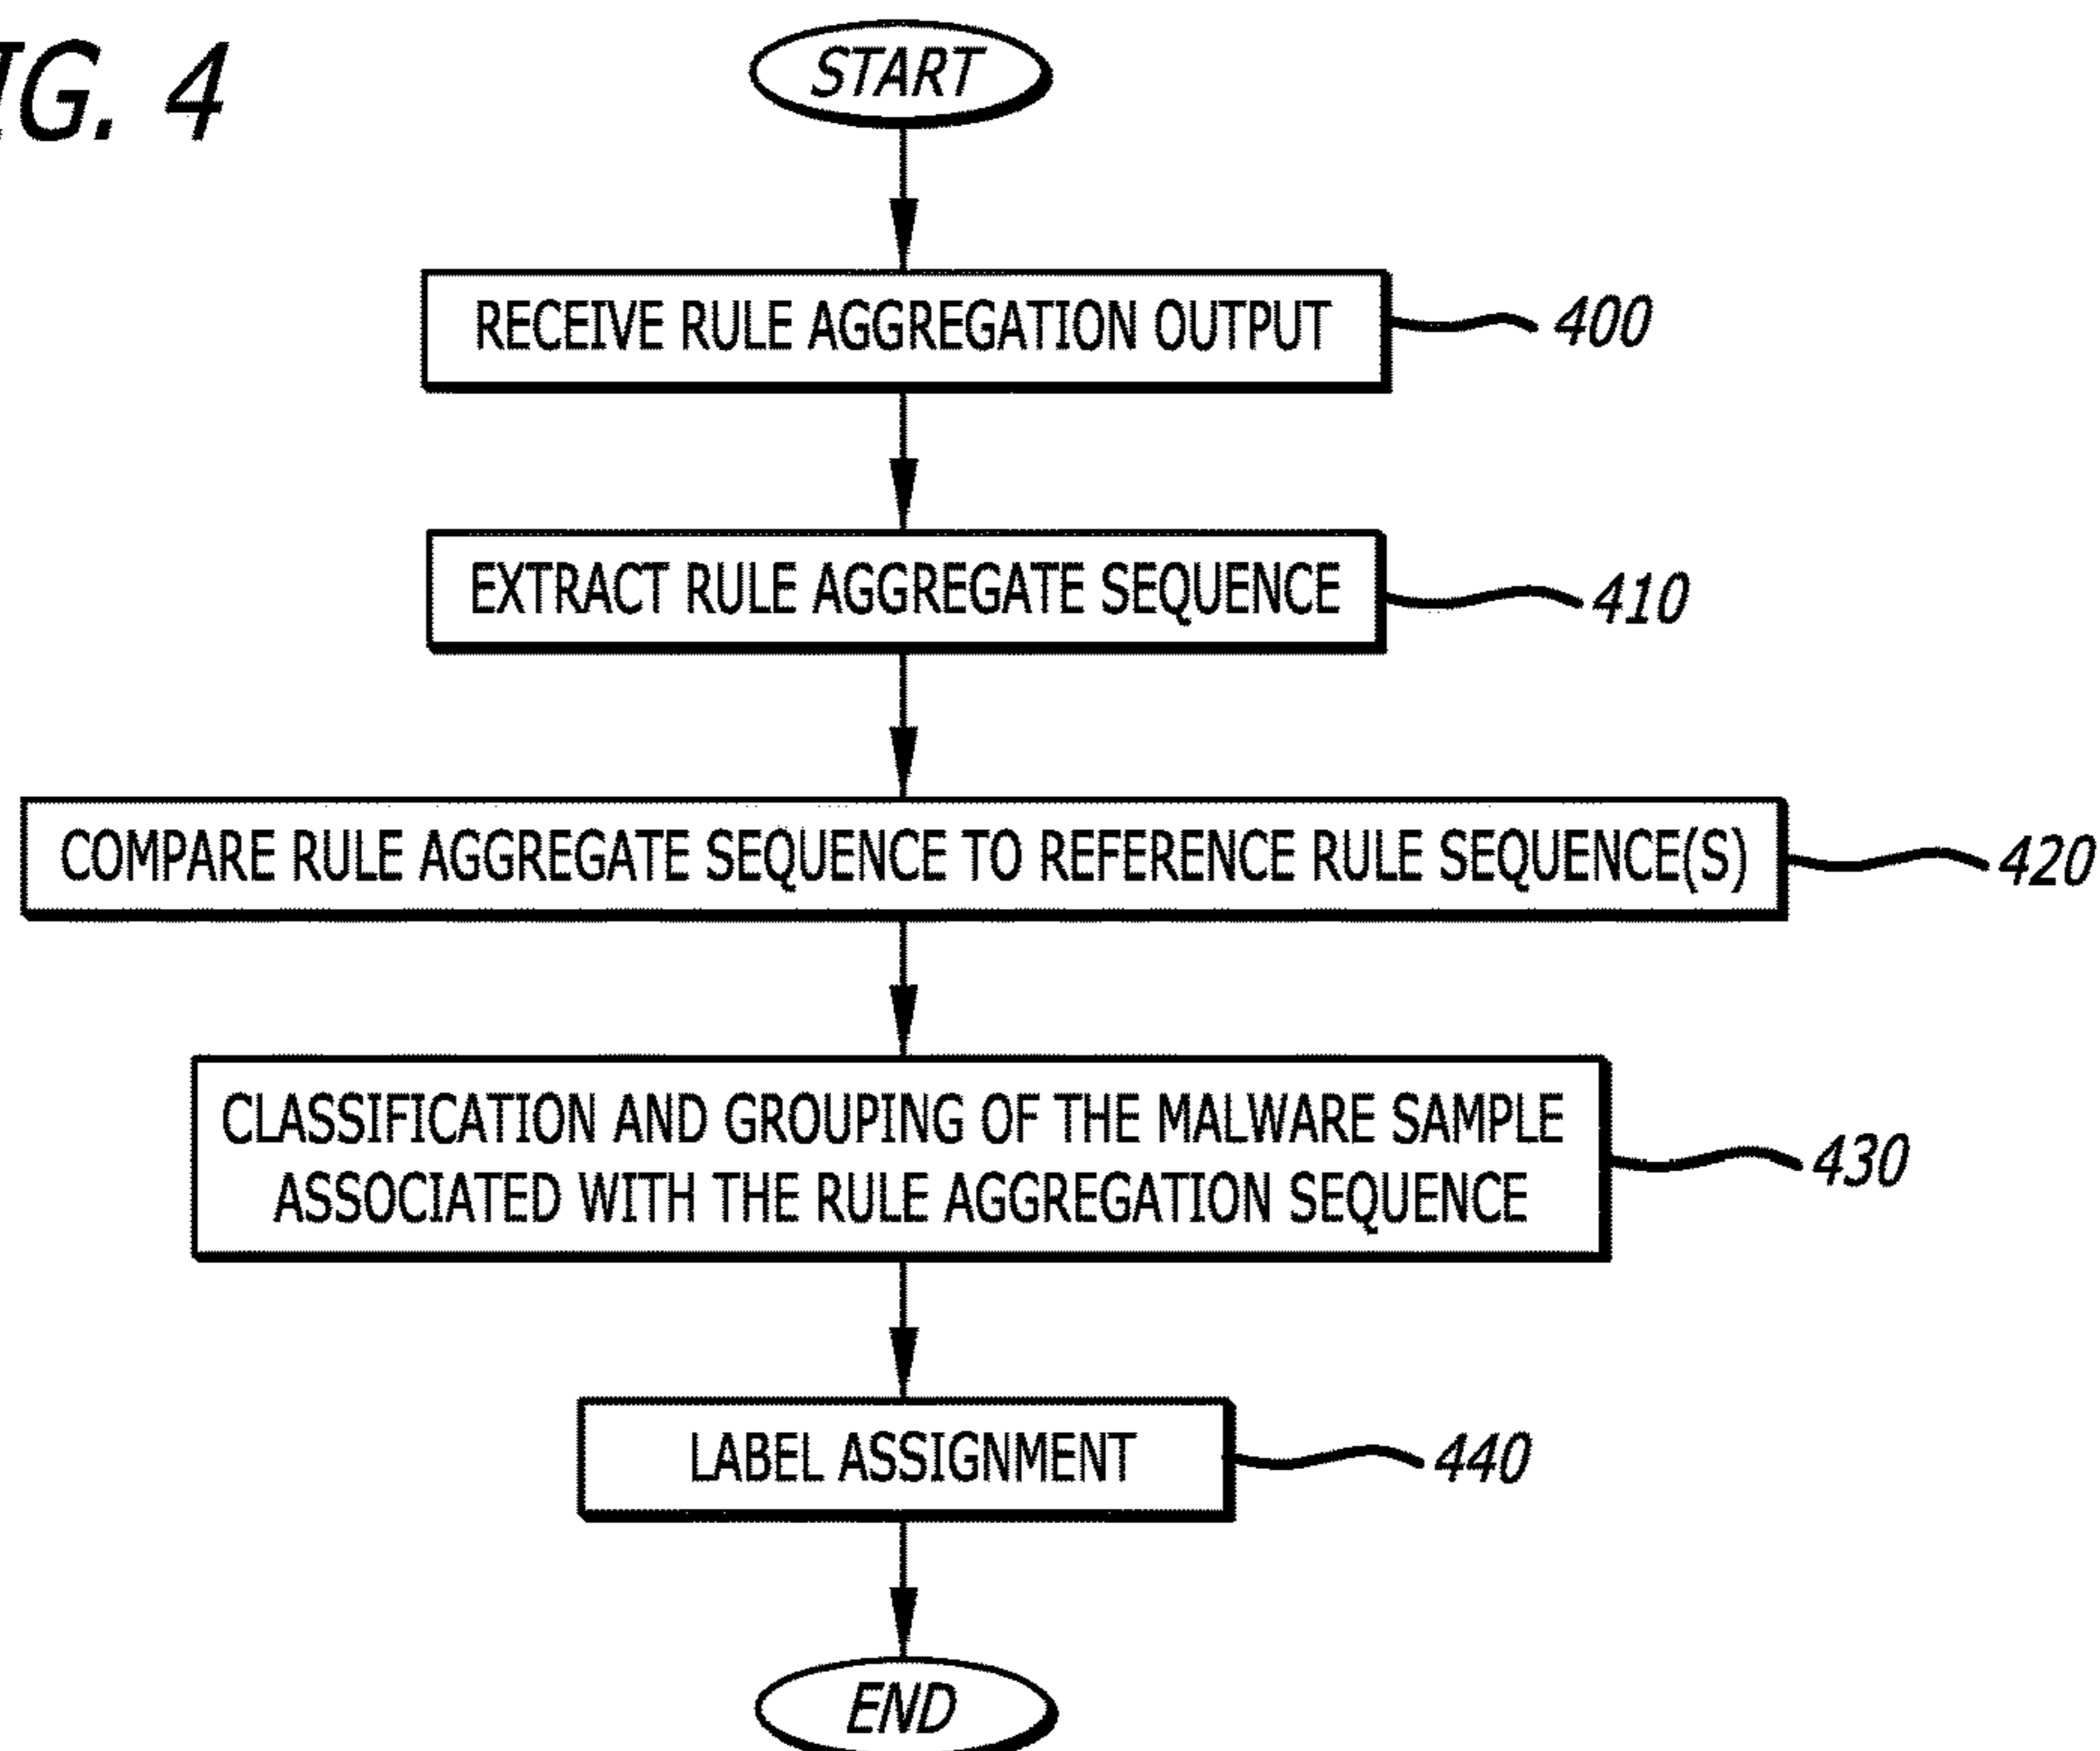 IG. 4
START
RECEIVE RULE AGGREGATION OUTPUT
400
EXTRACT RULE AGGREGATE SEQUENCE
410
COMPARE RULE AGGREGATE SEQUENCE TO REFERENCE RULE SEQUENCE(S)
420
CLASSIFICATION AND GROUPING OF THE MALWARE SAMPLE
ASSOCIATED WITH THE RULE AGGREGATION SEQUENCE
430
LABEL ASSIGNMENT
440
END